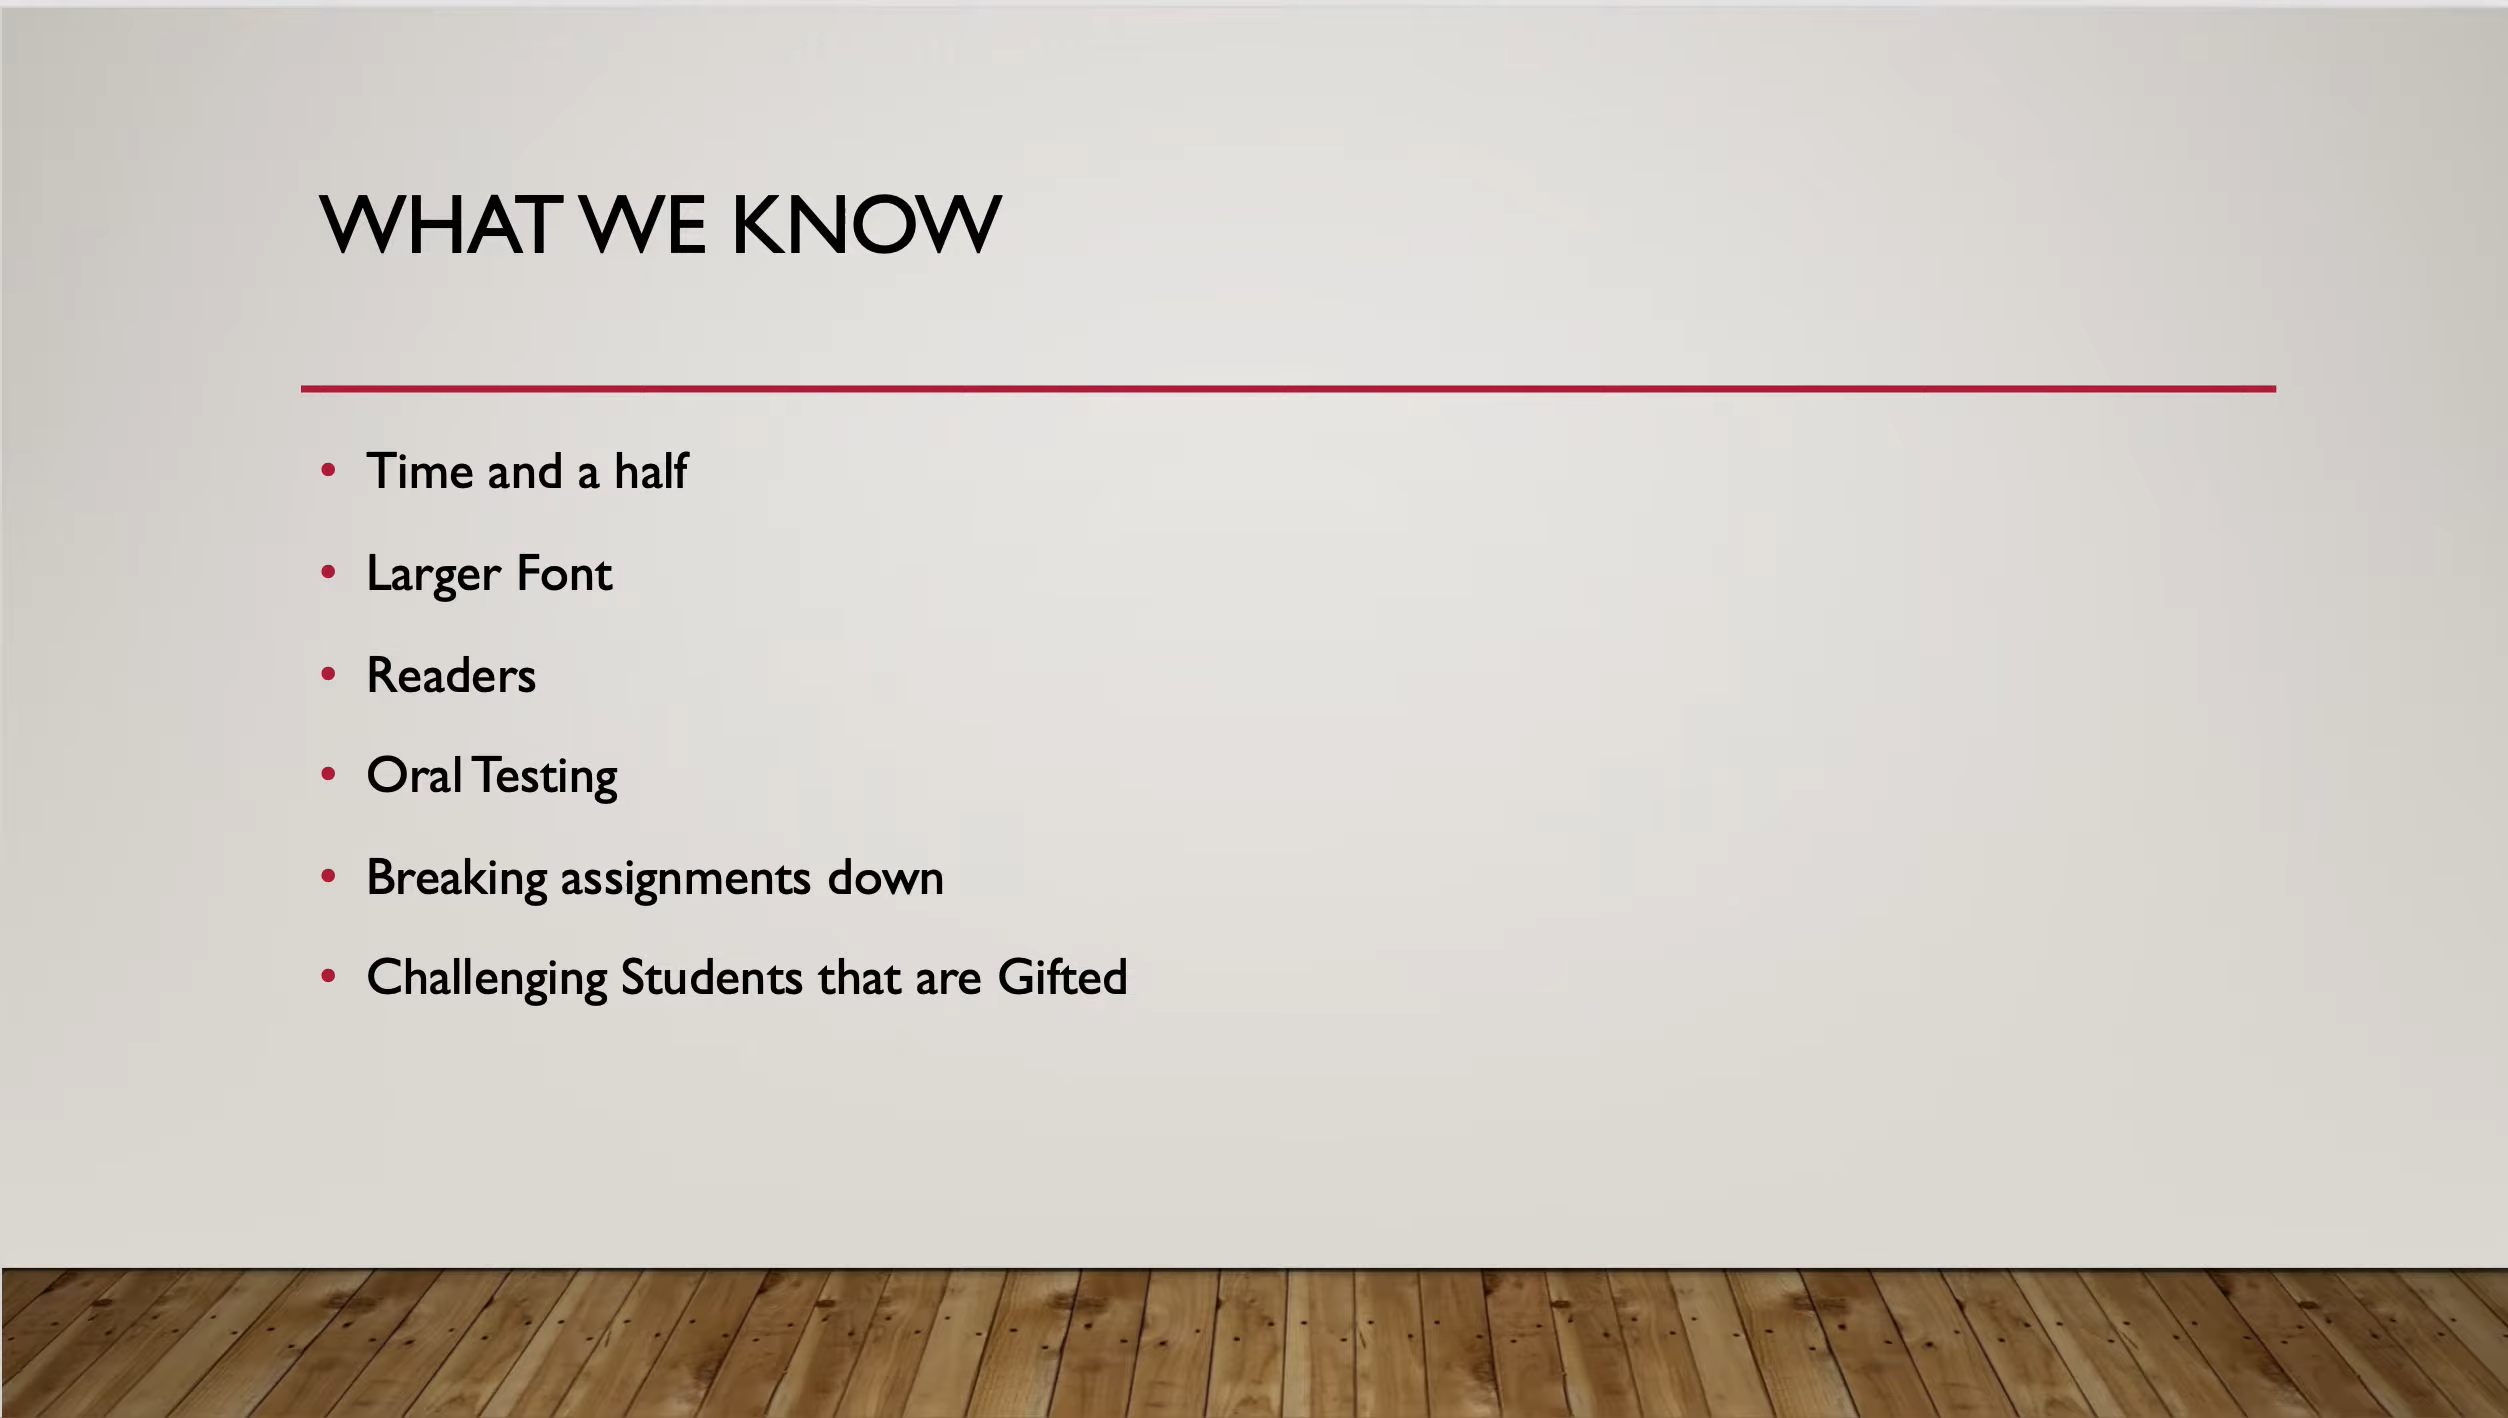 WHAT WE KNOW
• Time and a half
• Larger Font
• Readers
• Oral Testing
• Breaking assignments down
• Challenging Students that are Gifted